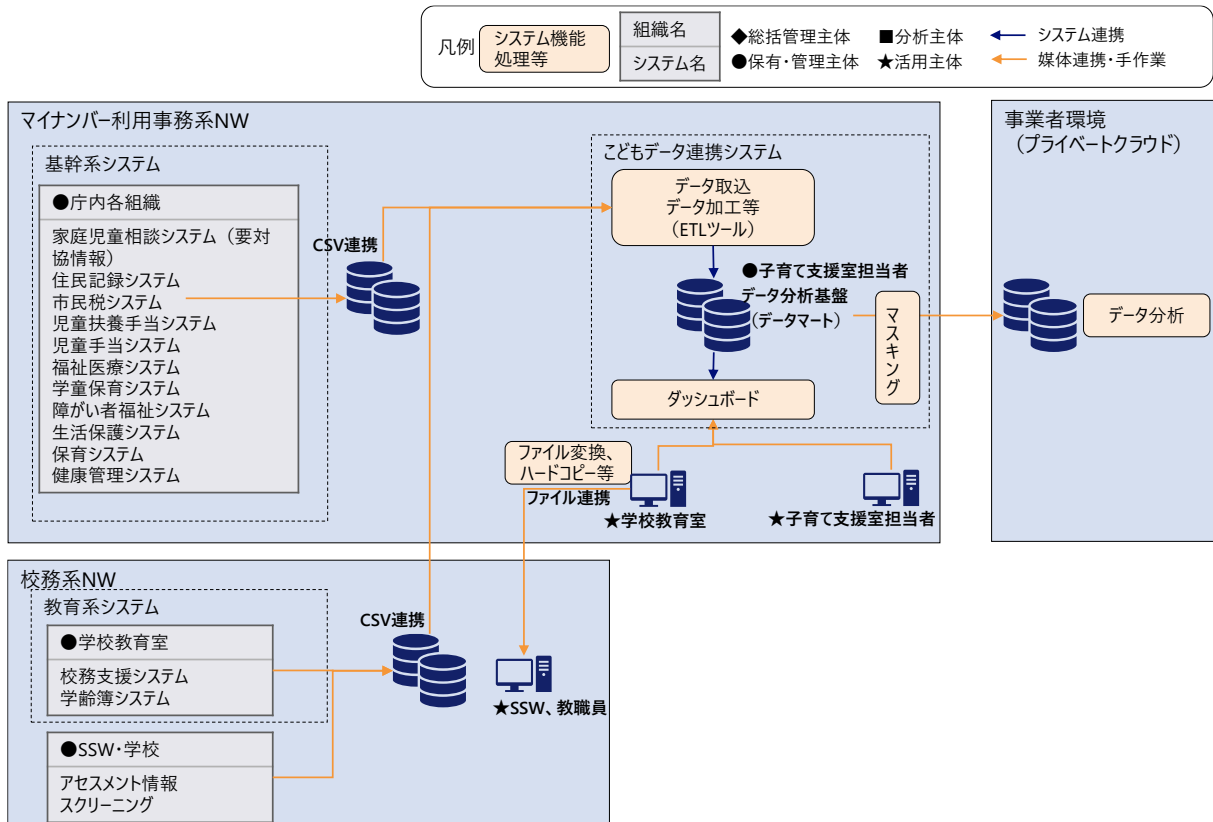 凡例
システム機能
処理等
組織名
システム名
◆総括管理主体
■分析主体
システム連携
●保有・管理主体
★活用主体
媒体連携・手作業
マイナンバー利用事務系NW
基幹系システム
●庁内各組織
家庭児童相談システム（要対
協情報）
住民記録システム
市民税システム
児童扶養手当システム
児童手当システム
福祉医療システム
学童保育システム
障がい者福祉システム
生活保護システム
保育システム
健康管理システム
CSV連携
こどもデータ連携システム
データ取込
データ加工等
（ETLツール）
●子育て支援室担当者
データ分析基盤
（データマート）
マスキング
ダッシュボード
ファイル変換、
ハードコピー等
ファイル連携
★学校教育室
★子育て支援室担当者
事業者環境
（プライベートクラウド）
データ分析
校務系NW
教育系システム
●学校教育室
校務支援システム
学齢簿システム
CSV連携
★SSW、教職員
●SSW・学校
アセスメント情報
スクリーニング